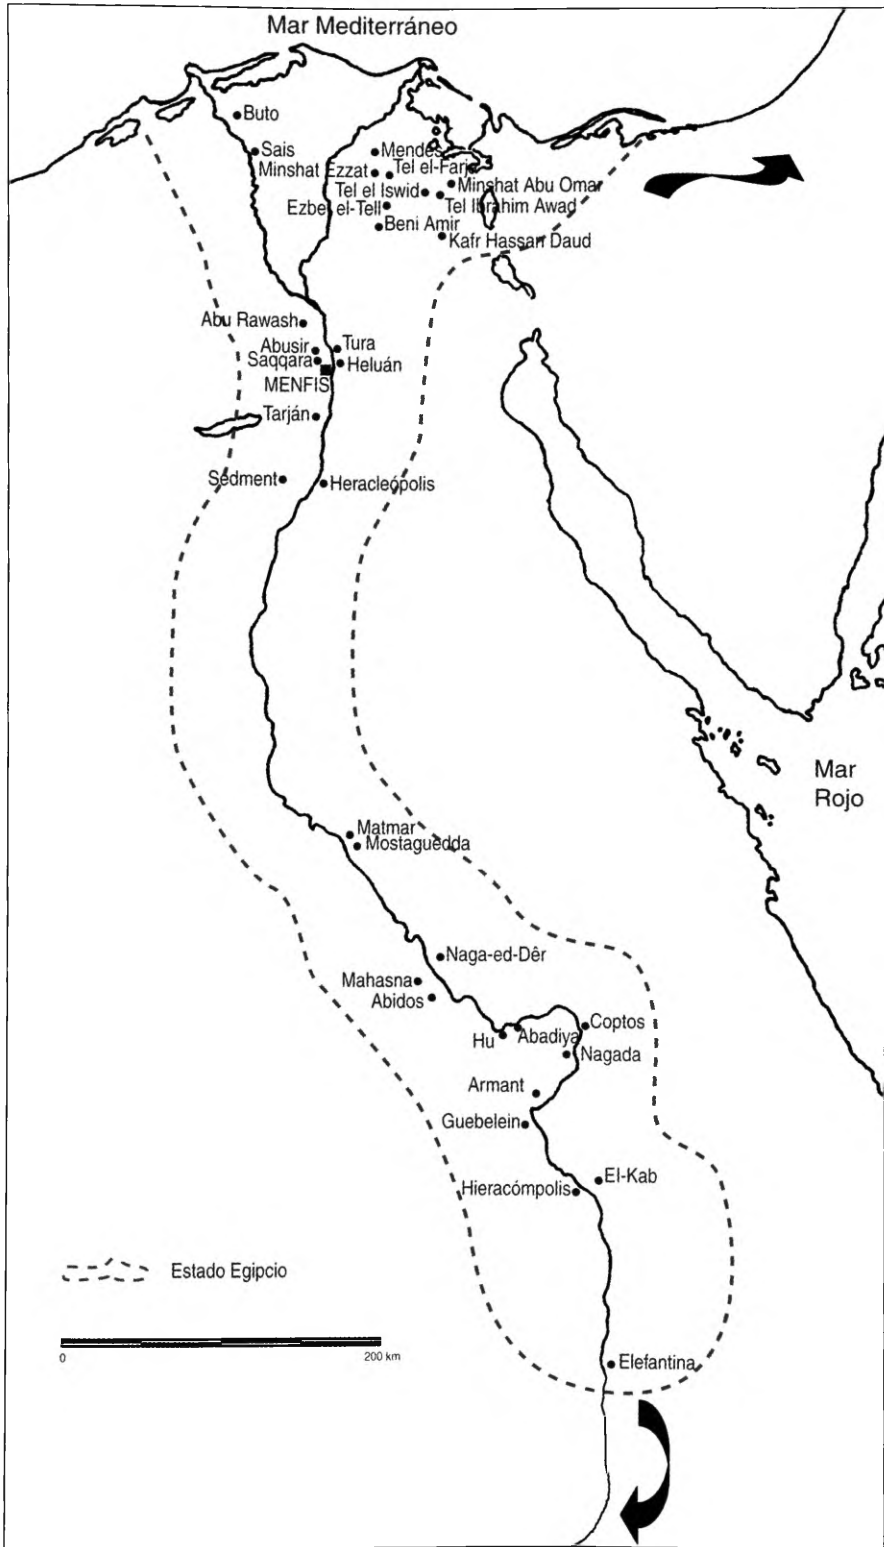 Mar Mediterráneo
Buto
Sais
Mendes
Minshat Ezzat
Tel el-Farja
Tel el Iswid
Minshat Abu Omar
Ezbet el-Tell
Tel Ibrahim Awad
Beni Amir
Kafr Hassan Daud
Abu Rawash
Abusir
Tura
Saqqara
Heluán
MENFIS
Tarján
Sedment
Heracleópolis
Mar
Rojo
Matmar
Mostaguedda
Naga-ed-Dêr
Mahasna
Abidos
Coptos
Hu
Abadiya
Nagada
Armant
Guebelein
El-Kab
Hieracómpolis
Estado Egipcio
0
200 km
Elefantina